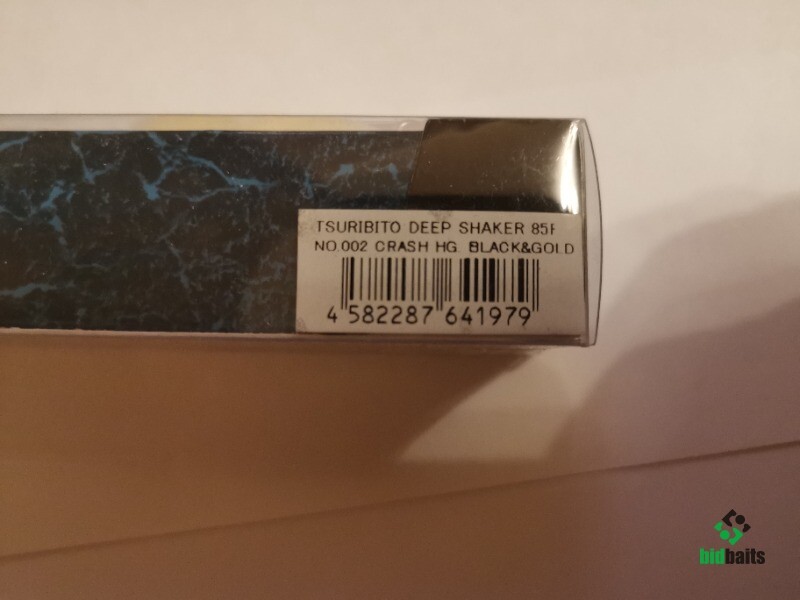 TSURIBITO DEEP SHAKER 85F
NO.002 CRASH HG BLACK&GOLD
4 582287 641979
bidbaits